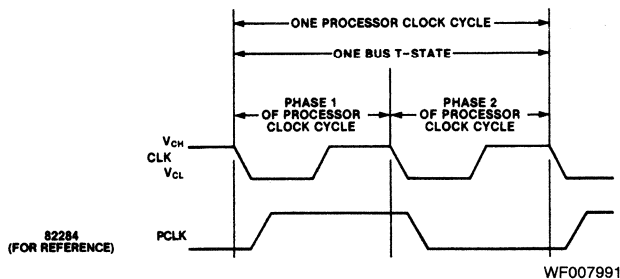 ONE PROCESSOR CLOCK CYCLE
ONE BUS T-STATE
PHASE 1
OF PROCESSOR
CLOCK CYCLE
PHASE 2
OF PROCESSOR
CLOCK CYCLE
VCH
CLK
VCL
82284
(FOR REFERENCE)
PCLK
WF007991